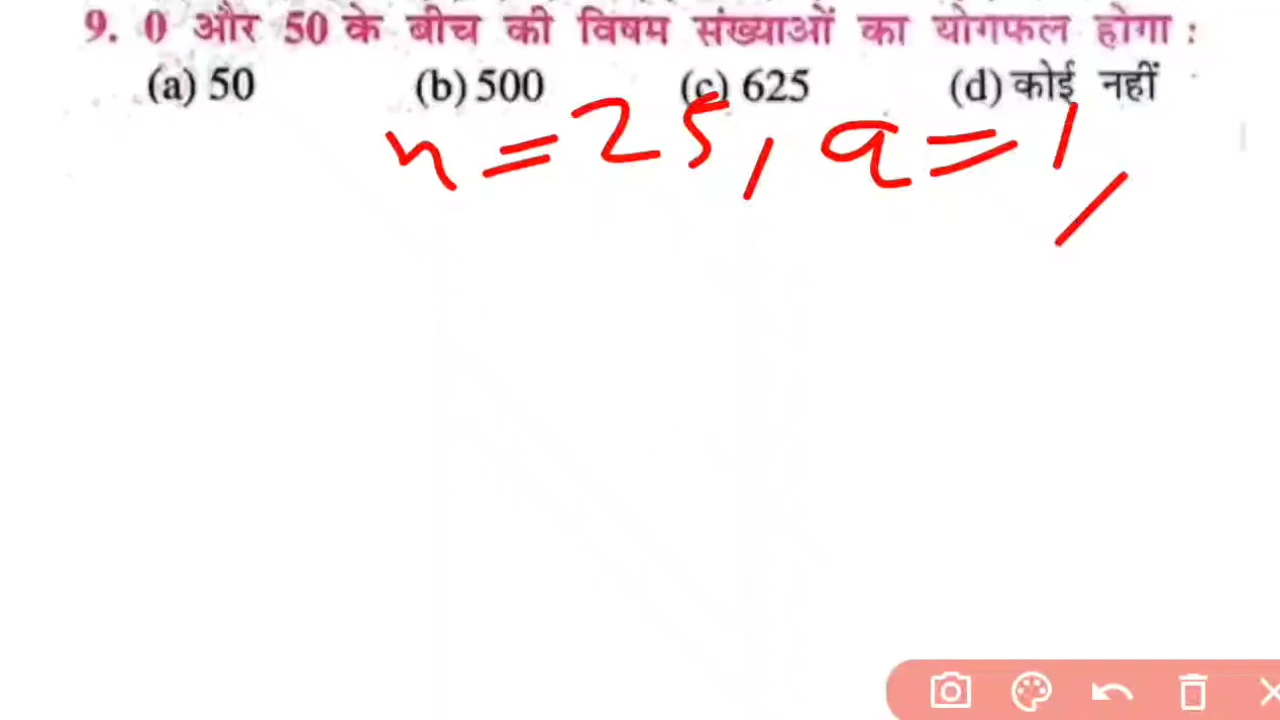 9. 0 और 50 के बीच की विषम संख्याओं का योगफल होगा :
(a) 50 (b) 500 (c) 625 (d) कोई नहीं
n = 25, a = 1,